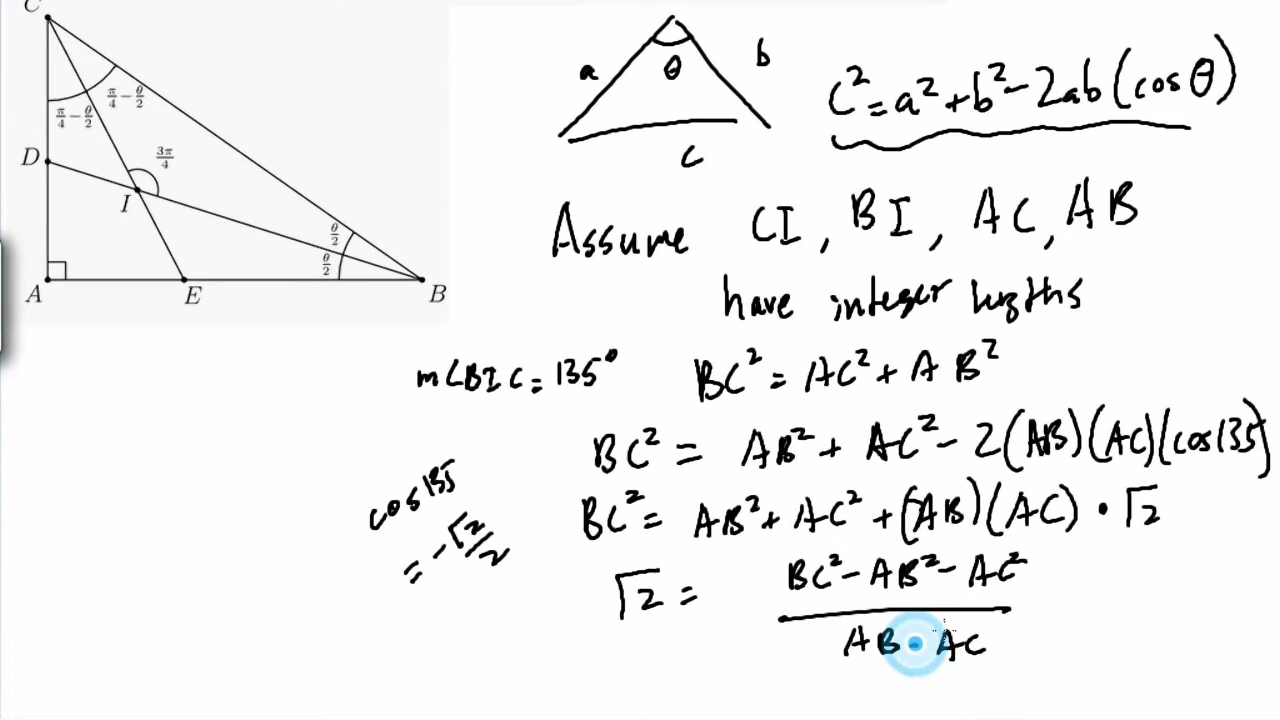 C
π/4 − θ/2
π/4 − θ/2
D
3π/4
I
θ/2
θ/2
A
E
B
a
θ
b
c
C² = a² + b² − 2ab (cos θ)
Assume CI, BI, AC, AB
have integer lengths
m∠BIC = 135°
BC² = AC² + AB²
BC² = AB² + AC² − 2(AB)(AC)(cos135)
cos 135
= −√2/2
BC² = AB² + AC² + (AB)(AC) · √2
√2 = (BC² − AB² − AC²) / (AB · AC)